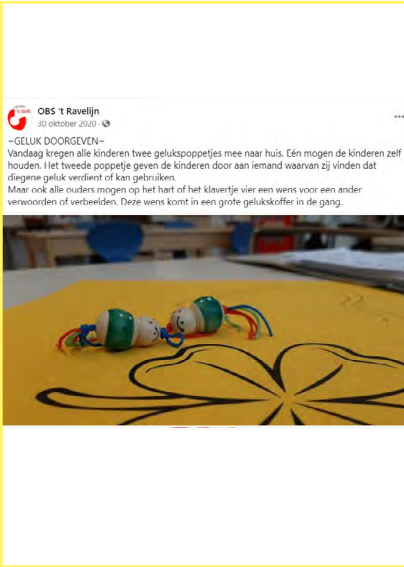 OBS 't Ravelijn
30 oktober 2020
~GELUK DOORGEVEN~
Vandaag kregen alle kinderen twee gelukspoppetjes mee naar huis. Eén mogen de kinderen zelf
houden. Het tweede poppetje geven de kinderen door aan iemand waarvan zij vinden dat
diegene geluk verdient of kan gebruiken.
Maar ook alle ouders mogen op het hart of het klavertje vier een wens voor een ander
verwoorden of verbeelden. Deze wens komt in een grote gelukskoffer in de gang.